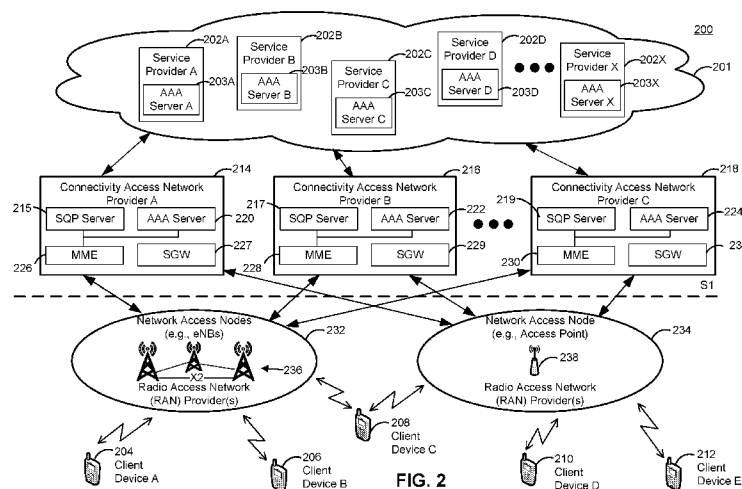 200
201
202A
Service
Provider A
203A
AAA
Server A
202B
Service
Provider B
203B
AAA
Server B
202C
Service
Provider C
203C
AAA
Server C
202D
Service
Provider D
203D
AAA
Server D
202X
Service
Provider X
203X
AAA
Server X
214
Connectivity Access Network
Provider A
215
SQP Server
AAA Server
220
226
MME
SGW
227
216
Connectivity Access Network
Provider B
217
SQP Server
AAA Server
222
228
MME
SGW
229
218
Connectivity Access Network
Provider C
219
SQP Server
AAA Server
224
230
MME
SGW
23
S1
Network Access Nodes
(e.g., eNBs)
232
X2
236
Radio Access Network
(RAN) Provider(s)
Network Access Node
(e.g., Access Point)
234
238
Radio Access Network
(RAN) Provider(s)
204
Client
Device A
206
Client
Device B
208
Client
Device C
210
Client
Device D
212
Client
Device E
FIG. 2